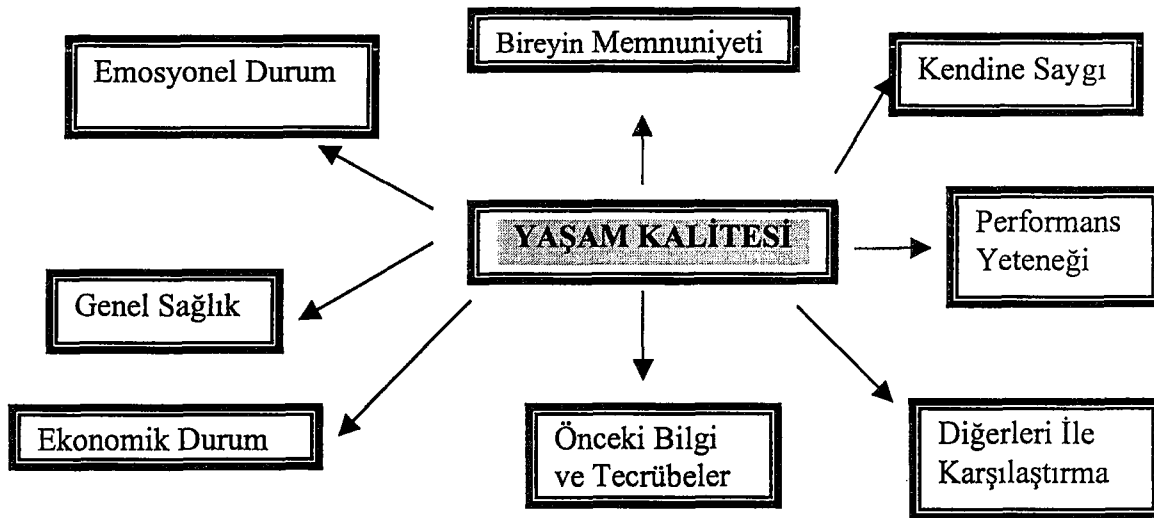 Bireyin Memnuniyeti
Emosyonel Durum
Kendine Saygı
YAŞAM KALİTESİ
Performans
Yeteneği
Genel Sağlık
Ekonomik Durum
Önceki Bilgi
ve Tecrübeler
Diğerleri İle
Karşılaştırma